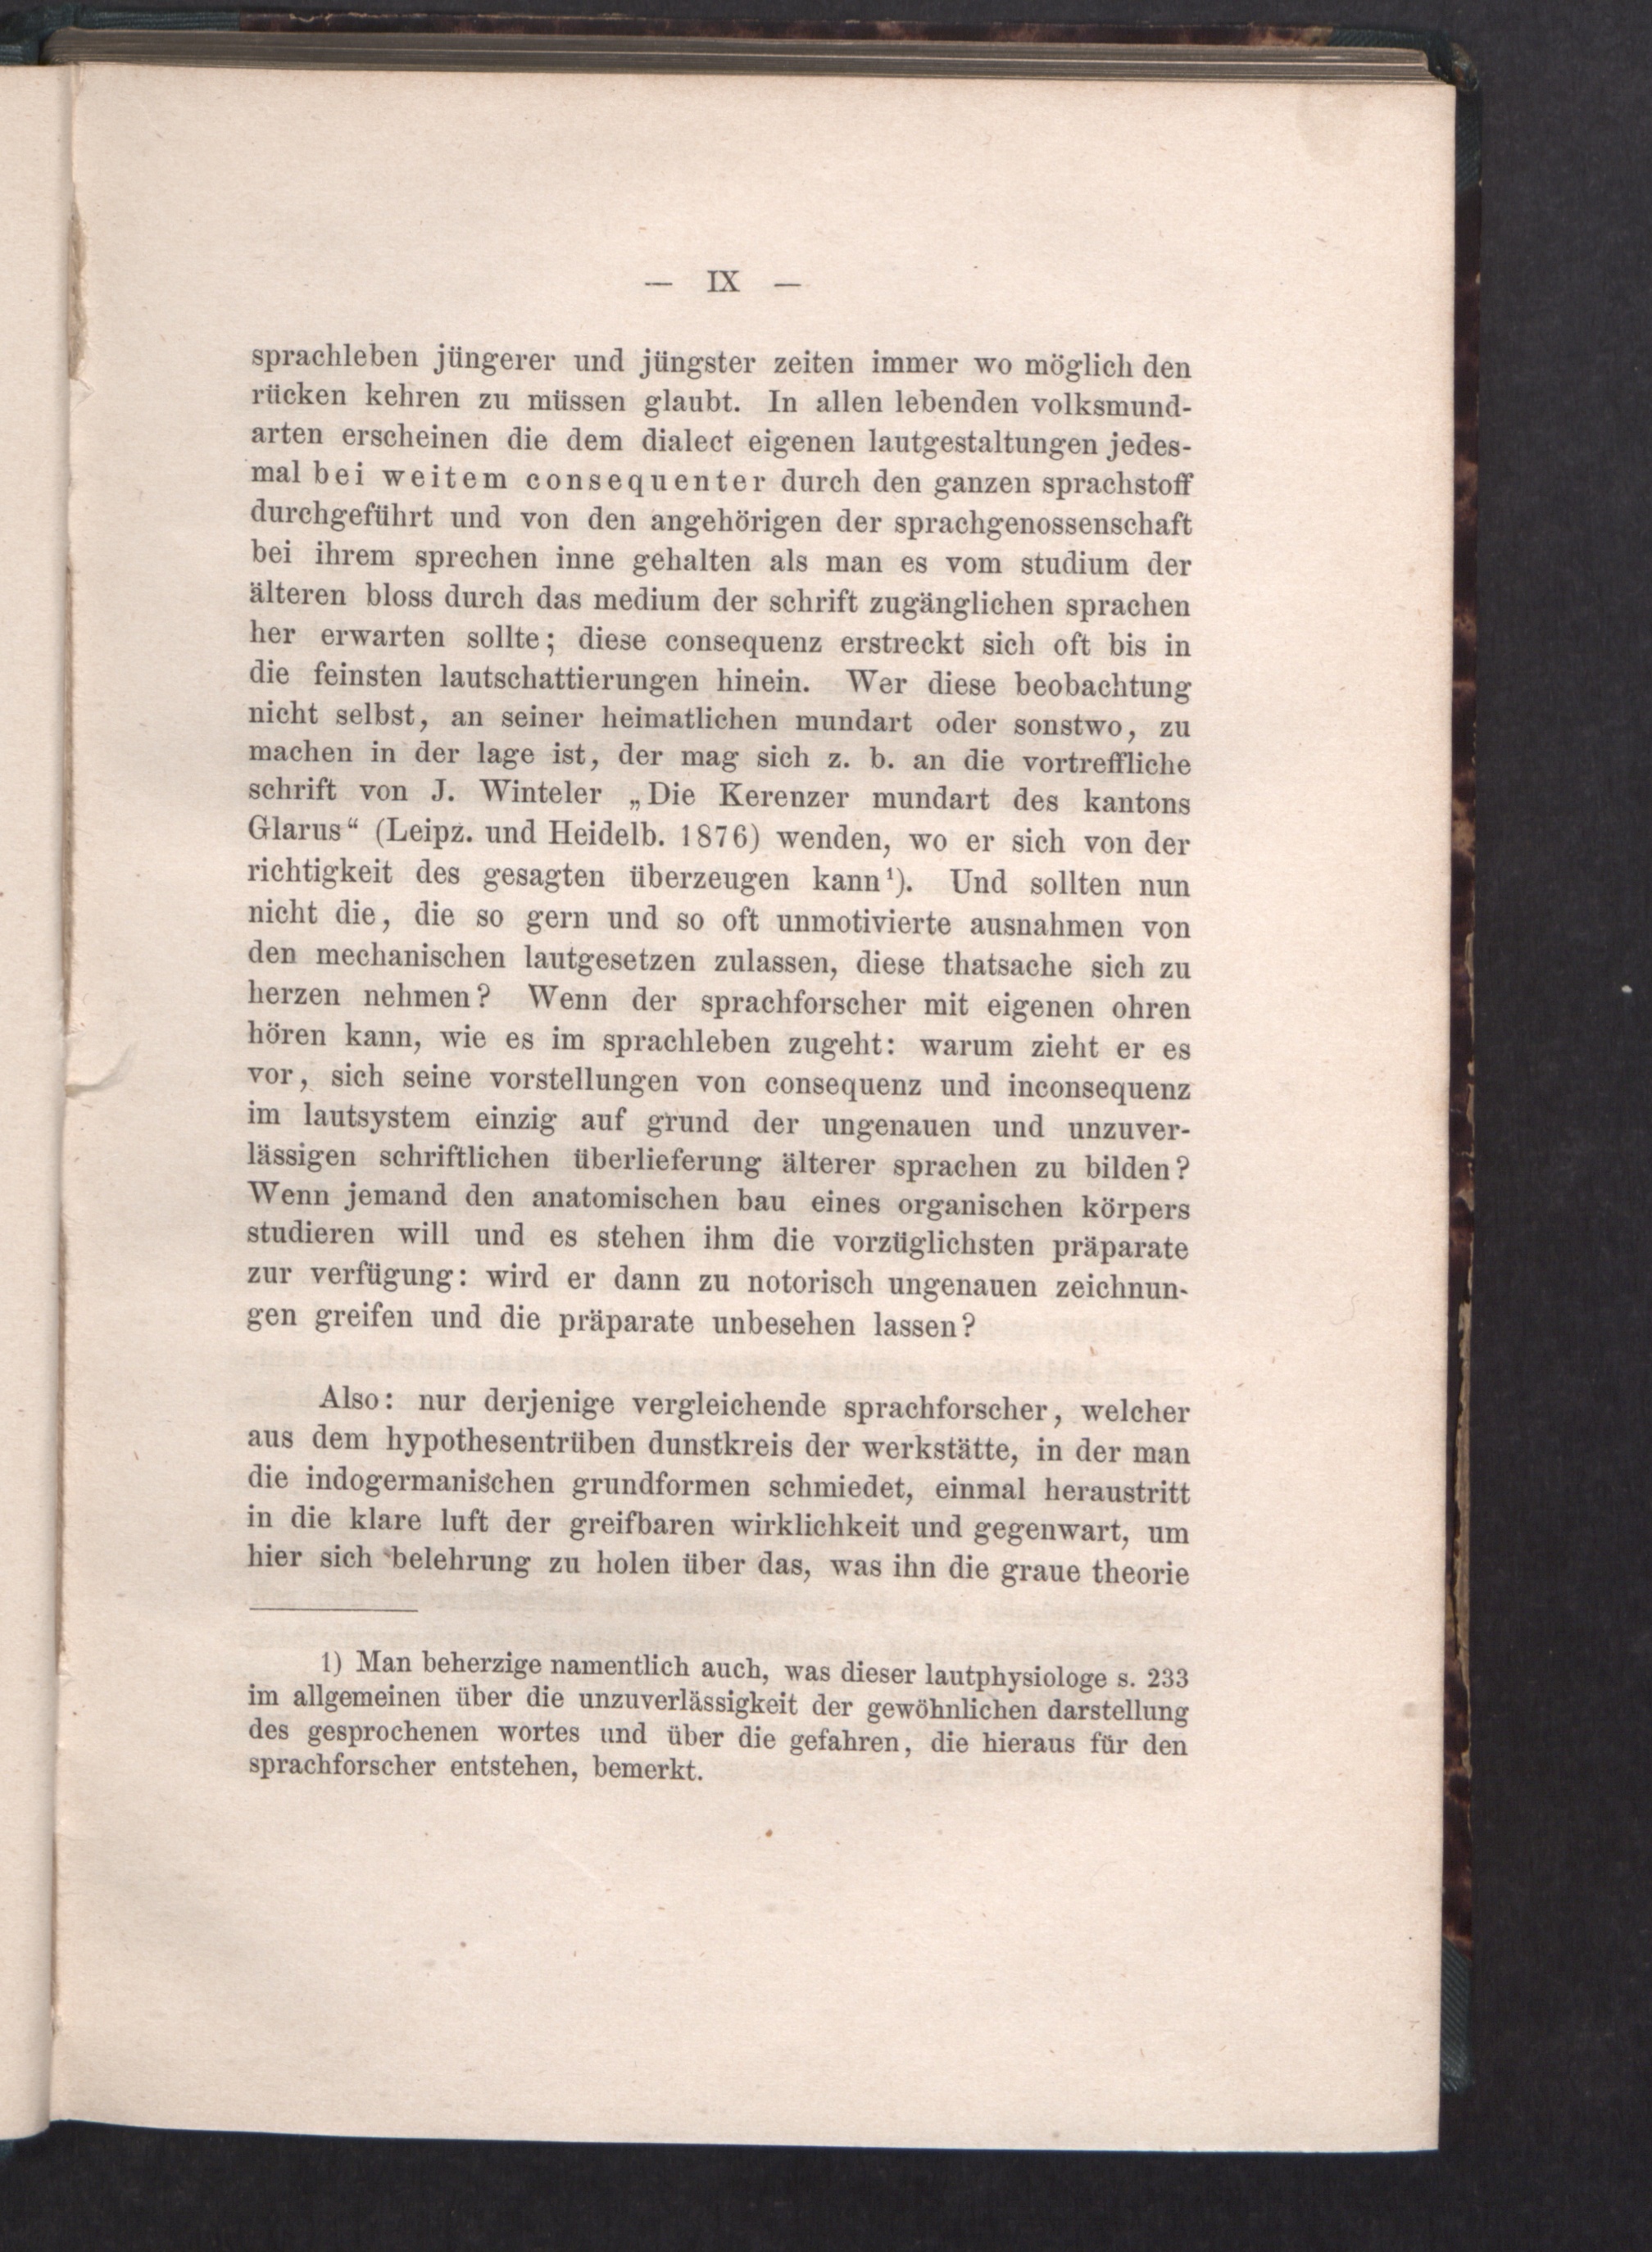 — IX —
sprachleben jüngerer und jüngster zeiten immer wo möglich den
rücken kehren zu müssen glaubt. In allen lebenden volksmund-
arten erscheinen die dem dialect eigenen lautgestaltungen jedes-
mal bei weitem consequenter durch den ganzen sprachstoff
durchgeführt und von den angehörigen der sprachgenossenschaft
bei ihrem sprechen inne gehalten als man es vom studium der
älteren bloss durch das medium der schrift zugänglichen sprachen
her erwarten sollte; diese consequenz erstreckt sich oft bis in
die feinsten lautschattierungen hinein. Wer diese beobachtung
nicht selbst, an seiner heimatlichen mundart oder sonstwo, zu
machen in der lage ist, der mag sich z. b. an die vortreffliche
schrift von J. Winteler „Die Kerenzer mundart des kantons
Glarus“ (Leipz. und Heidelb. 1876) wenden, wo er sich von der
richtigkeit des gesagten überzeugen kann¹). Und sollten nun
nicht die, die so gern und so oft unmotivierte ausnahmen von
den mechanischen lautgesetzen zulassen, diese thatsache sich zu
herzen nehmen? Wenn der sprachforscher mit eigenen ohren
hören kann, wie es im sprachleben zugeht: warum zieht er es
vor, sich seine vorstellungen von consequenz und inconsequenz
im lautsystem einzig auf grund der ungenauen und unzuver-
lässigen schriftlichen überlieferung älterer sprachen zu bilden?
Wenn jemand den anatomischen bau eines organischen körpers
studieren will und es stehen ihm die vorzüglichsten präparate
zur verfügung: wird er dann zu notorisch ungenauen zeichnun-
gen greifen und die präparate unbesehen lassen?
Also: nur derjenige vergleichende sprachforscher, welcher
aus dem hypothesentrüben dunstkreis der werkstätte, in der man
die indogermanischen grundformen schmiedet, einmal heraustritt
in die klare luft der greifbaren wirklichkeit und gegenwart, um
hier sich belehrung zu holen über das, was ihn die graue theorie
1) Man beherzige namentlich auch, was dieser lautphysiologe s. 233
im allgemeinen über die unzuverlässigkeit der gewöhnlichen darstellung
des gesprochenen wortes und über die gefahren, die hieraus für den
sprachforscher entstehen, bemerkt.